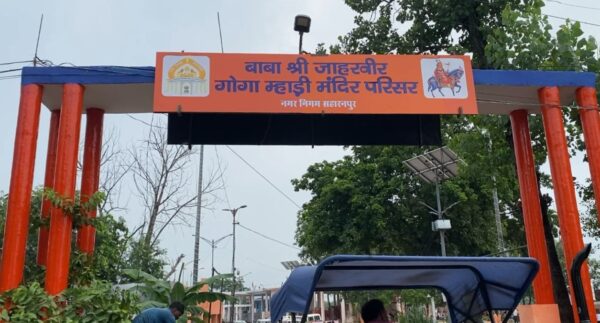 बाबा श्री जाहरवीर
गोगा म्हाड़ी मंदिर परिसर
नगर निगम सहारनपुर